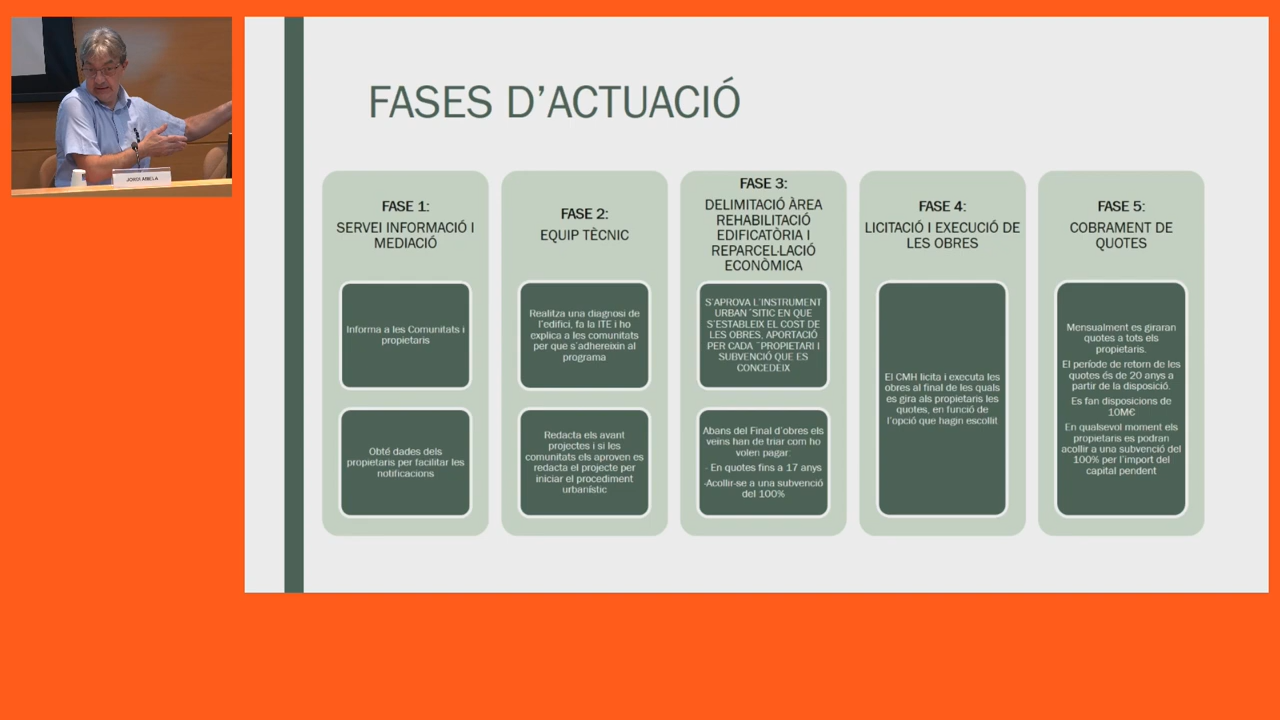 FASES D'ACTUACIÓ
FASE 1:
SERVEI INFORMACIÓ I
MEDIACIÓ
Informa a les Comunitats i
propietaris
Obté dades dels
propietaris per facilitar les
notificacions
FASE 2:
EQUIP TÈCNIC
Realitza una diagnosi de
l'edifici, fa la ITE i ho
explica a les comunitats
per que s'adhereixin al
programa
Redacta els avant
projectes i si les
comunitats els aproven es
redacta el projecte per
iniciar el procediment
urbanístic
FASE 3:
DELIMITACIÓ ÀREA
REHABILITACIÓ
EDIFICATÒRIA I
REPARCEL·LACIÓ
ECONÒMICA
S'APROVA L'INSTRUMENT
URBAN´SITIC EN QUE
S'ESTABLEIX EL COST DE
LES OBRES, APORTACIÓ
PER CADA ¨PROPIETARI I
SUBVENCIÓ QUE ES
CONCEDEIX
Abans del Final d'obres els
veins han de triar com ho
volen pagar:
- En quotes fins a 17 anys
-Acollir-se a una subvenció
del 100%
FASE 4:
LICITACIÓ I EXECUCIÓ DE
LES OBRES
El CMH licita i executa les
obres al final de les quals
es gira als propietaris les
quotes, en funció de
l'opció que hagin escollit
FASE 5:
COBRAMENT DE
QUOTES
Mensualment es giraran
quotes a tots els
propietaris.
El període de retorn de les
quotes és de 20 anys a
partir de la disposició.
Es fan disposicions de
10M€
En qualsevol moment els
propietaris es podran
acollir a una subvenció del
100% per l'import del
capital pendent